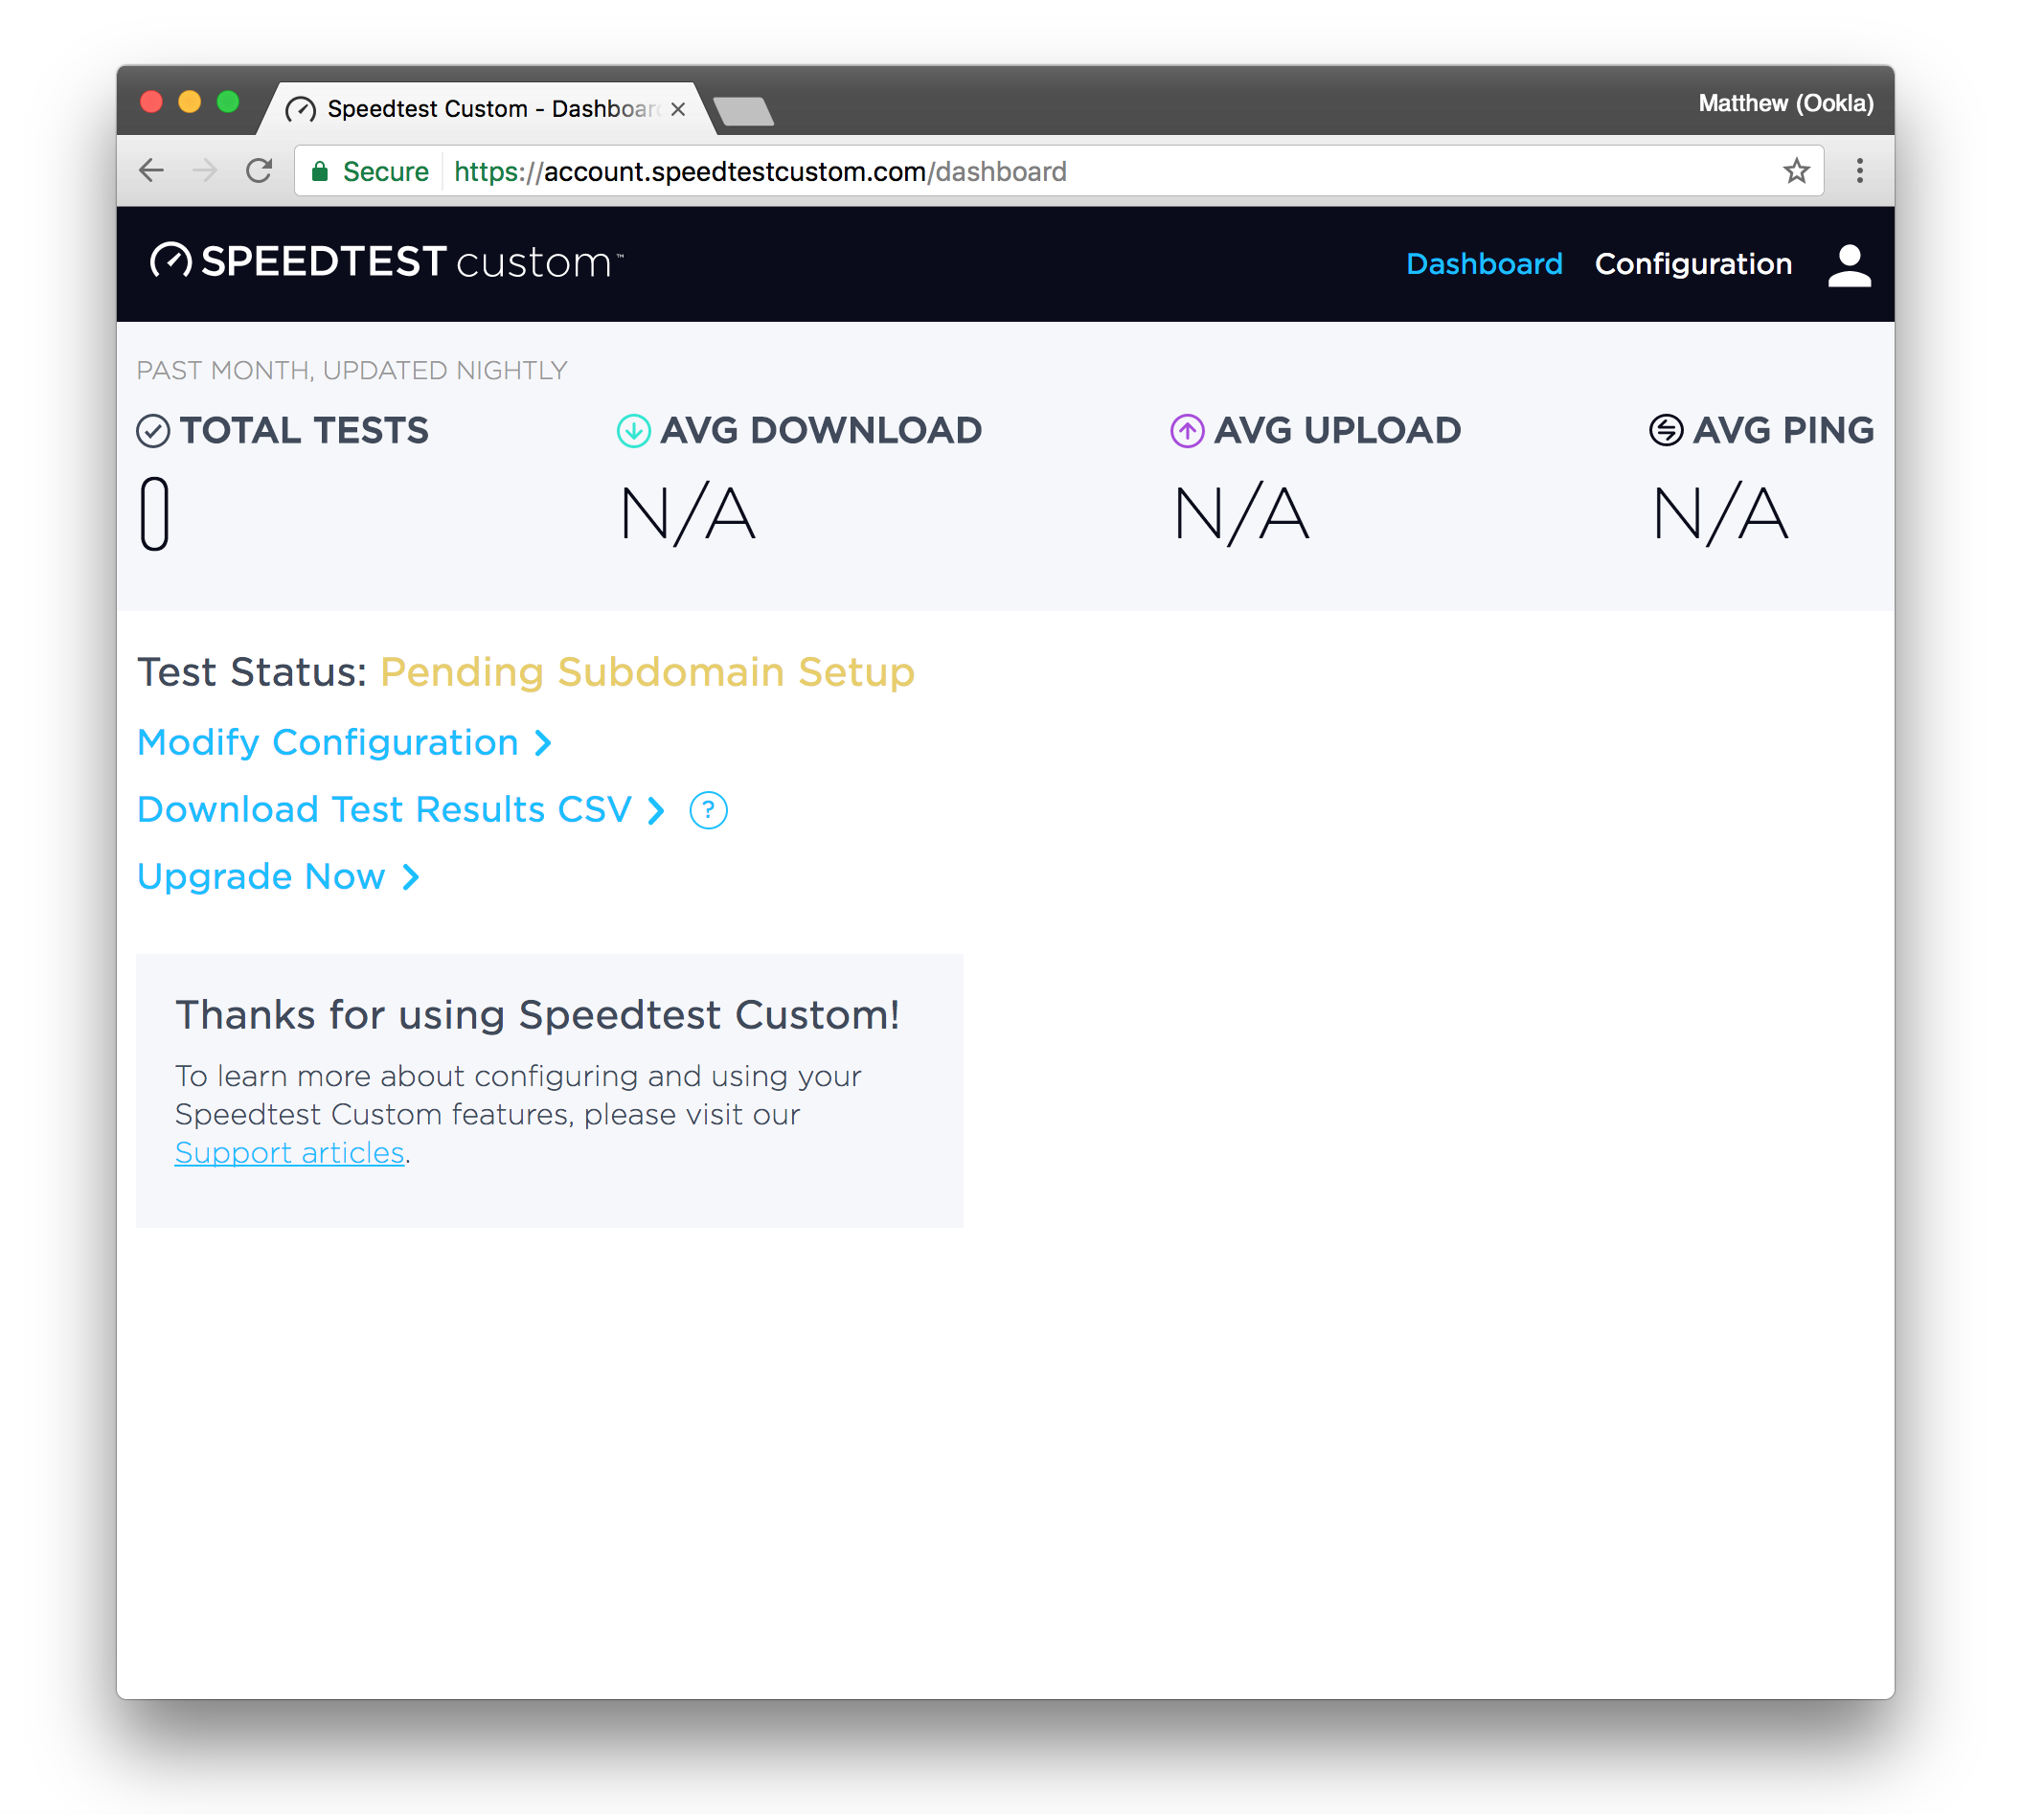 Speedtest Custom - Dashboar
Matthew (Ookla)
Secure https://account.speedtestcustom.com/dashboard
SPEEDTEST custom™
Dashboard Configuration
PAST MONTH, UPDATED NIGHTLY
TOTAL TESTS AVG DOWNLOAD AVG UPLOAD AVG PING
0 N/A N/A N/A
Test Status: Pending Subdomain Setup
Modify Configuration
Download Test Results CSV ?
Upgrade Now
Thanks for using Speedtest Custom!
To learn more about configuring and using your
Speedtest Custom features, please visit our
Support articles.